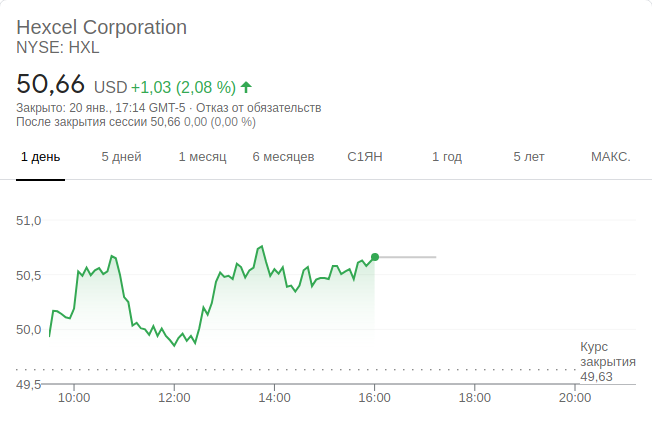 Hexcel Corporation
NYSE: HXL
50,66 USD +1,03 (2,08 %)
Закрыто: 20 янв., 17:14 GMT-5 · Отказ от обязательств
После закрытия сессии 50,66 0,00 (0,00 %)
1 день 5 дней 1 месяц 6 месяцев С1ЯН 1 год 5 лет МАКС.
51,0
50,5
50,0
Курс
закрытия
49,63
49,5
10:00 12:00 14:00 16:00 18:00 20:00